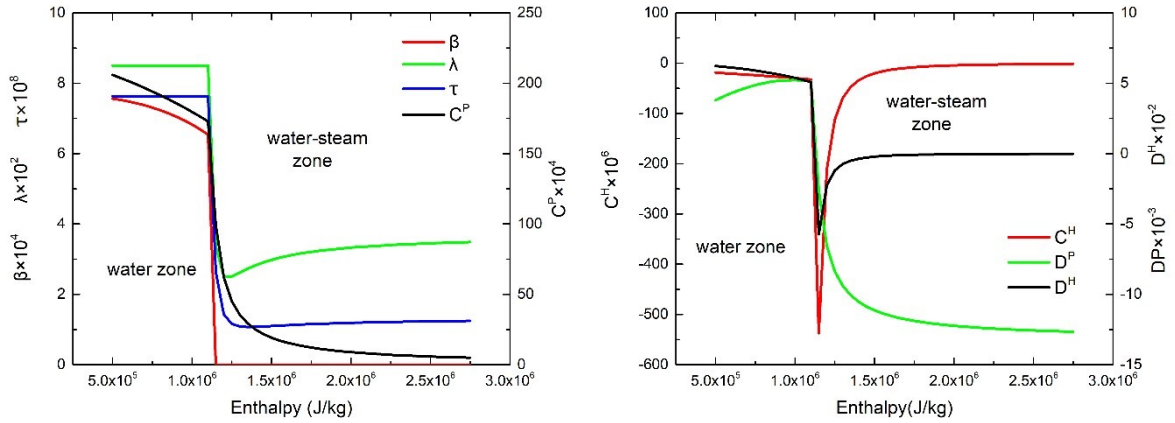 10
8
6
4
2
0
β×10⁴ λ×10² τ×10⁸
250
200
150
100
50
0
Cᴾ×10⁴
β
λ
τ
Cᴾ
water-steam
zone
water zone
5.0x10⁵ 1.0x10⁶ 1.5x10⁶ 2.0x10⁶ 2.5x10⁶ 3.0x10⁶
Enthalpy (J/kg)
100
0
-100
-200
-300
-400
-500
-600
Cᴴ×10⁶
10
5
0
-5
-10
-15
DP×10⁻³ Dᴴ×10⁻²
water-steam
zone
water zone
Cᴴ
Dᴾ
Dᴴ
5.0x10⁵ 1.0x10⁶ 1.5x10⁶ 2.0x10⁶ 2.5x10⁶ 3.0x10⁶
Enthalpy(J/kg)